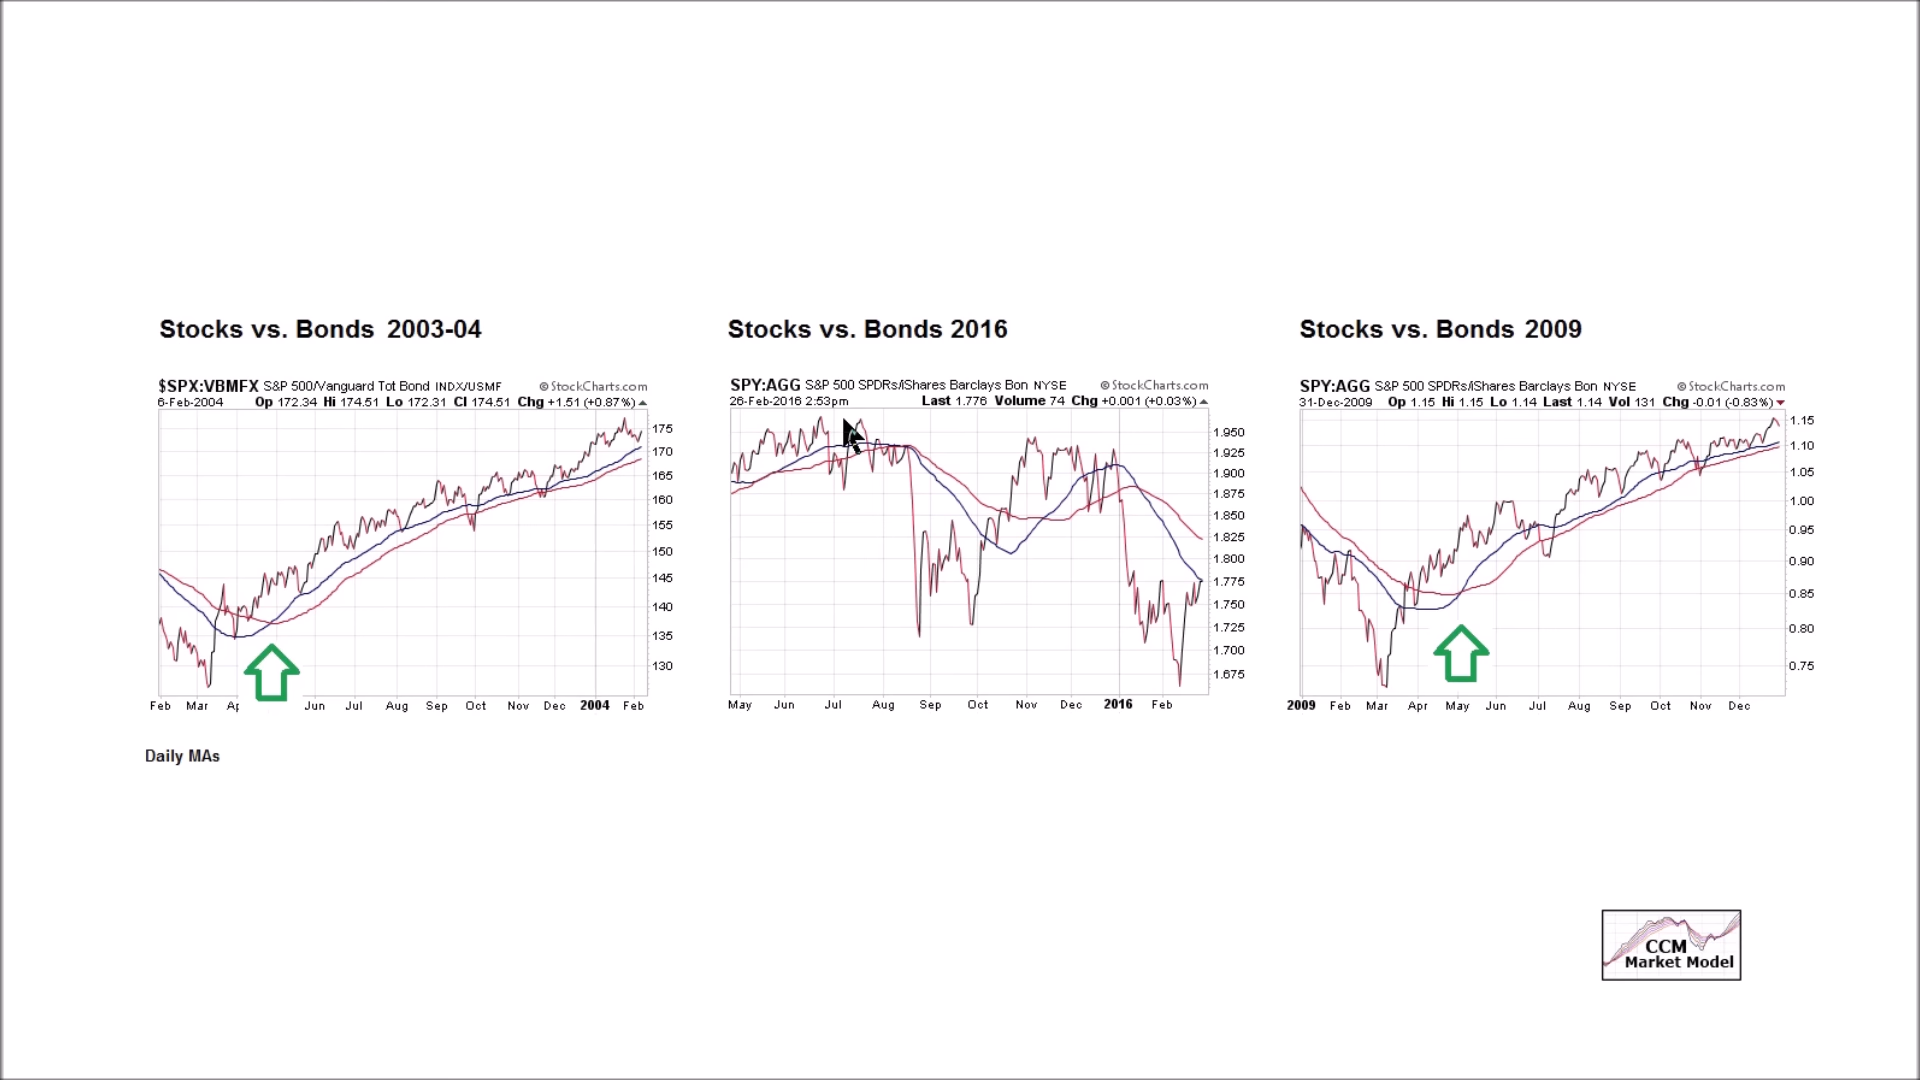 Stocks vs. Bonds 2003-04
$SPX:VBMFX S&P 500/Vanguard Tot Bond INDX/USMF © StockCharts.com
6-Feb-2004 Op 172.34 Hi 174.51 Lo 172.31 Cl 174.51 Chg +1.51 (+0.87%)
175
170
165
160
155
150
145
140
135
130
Feb Mar Ap Jun Jul Aug Sep Oct Nov Dec 2004 Feb
Daily MAs
Stocks vs. Bonds 2016
SPY:AGG S&P 500 SPDRs/iShares Barclays Bon NYSE © StockCharts.com
26-Feb-2016 2:53pm Last 1.776 Volume 74 Chg +0.001 (+0.03%)
1.950
1.925
1.900
1.875
1.850
1.825
1.800
1.775
1.750
1.725
1.700
1.675
May Jun Jul Aug Sep Oct Nov Dec 2016 Feb
Stocks vs. Bonds 2009
SPY:AGG S&P 500 SPDRs/iShares Barclays Bon NYSE © StockCharts.com
31-Dec-2009 Op 1.15 Hi 1.15 Lo 1.14 Last 1.14 Vol 131 Chg -0.01 (-0.83%)
1.15
1.10
1.05
1.00
0.95
0.90
0.85
0.80
0.75
2009 Feb Mar Apr May Jun Jul Aug Sep Oct Nov Dec
CCM
Market Model